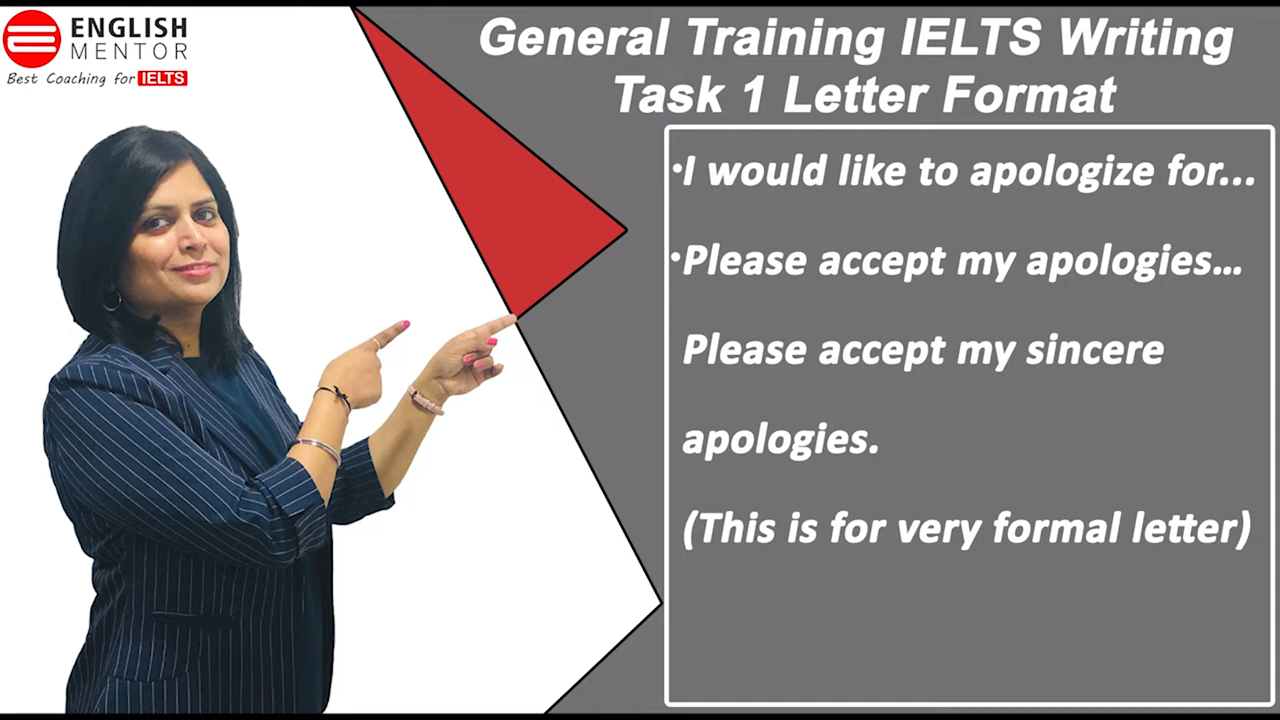 ENGLISH
MENTOR
Best Coaching for IELTS
General Training IELTS Writing
Task 1 Letter Format
•I would like to apologize for...
•Please accept my apologies...
Please accept my sincere
apologies.
(This is for very formal letter)